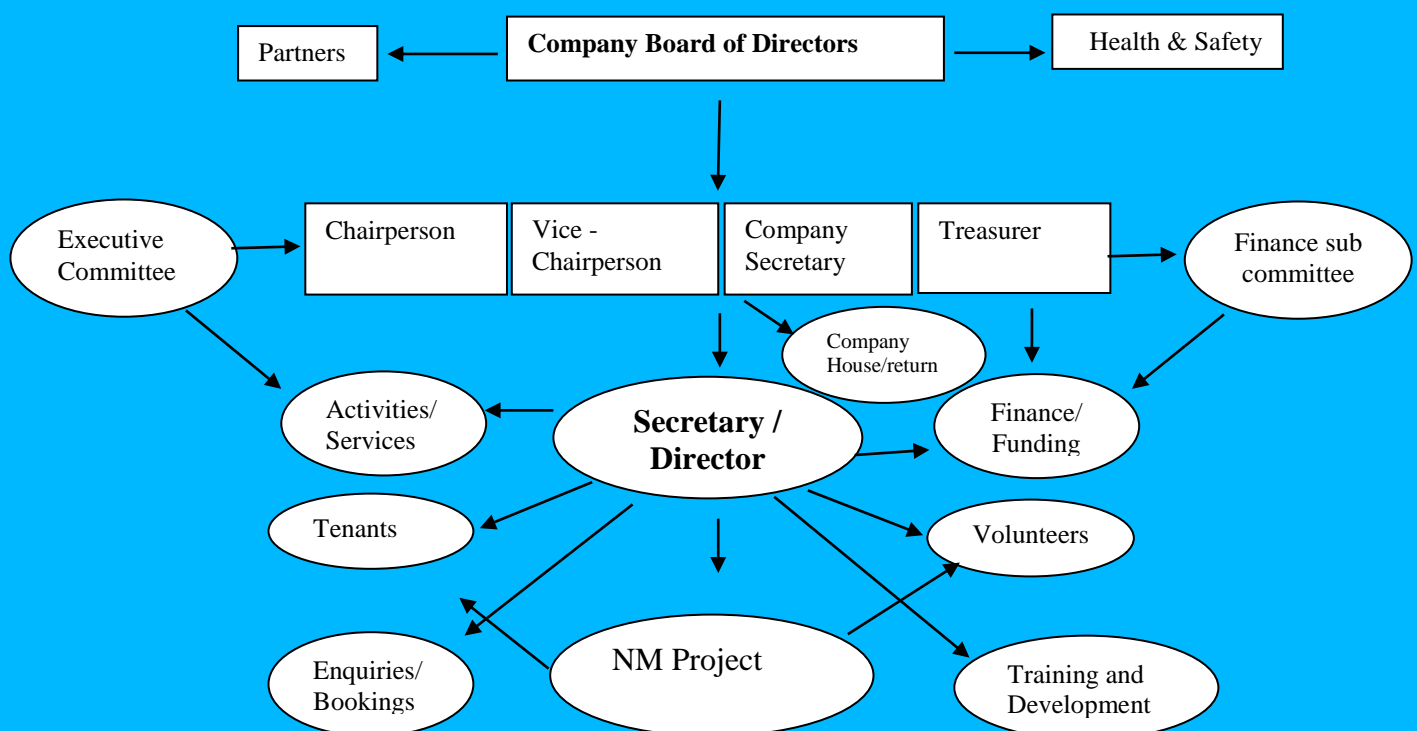 Partners
Company Board of Directors
Health & Safety
Executive
Committee
Chairperson
Vice -
Chairperson
Company
Secretary
Treasurer
Finance sub
committee
Company
House/return
Activities/
Services
Secretary /
Director
Finance/
Funding
Tenants
Volunteers
Enquiries/
Bookings
NM Project
Training and
Development